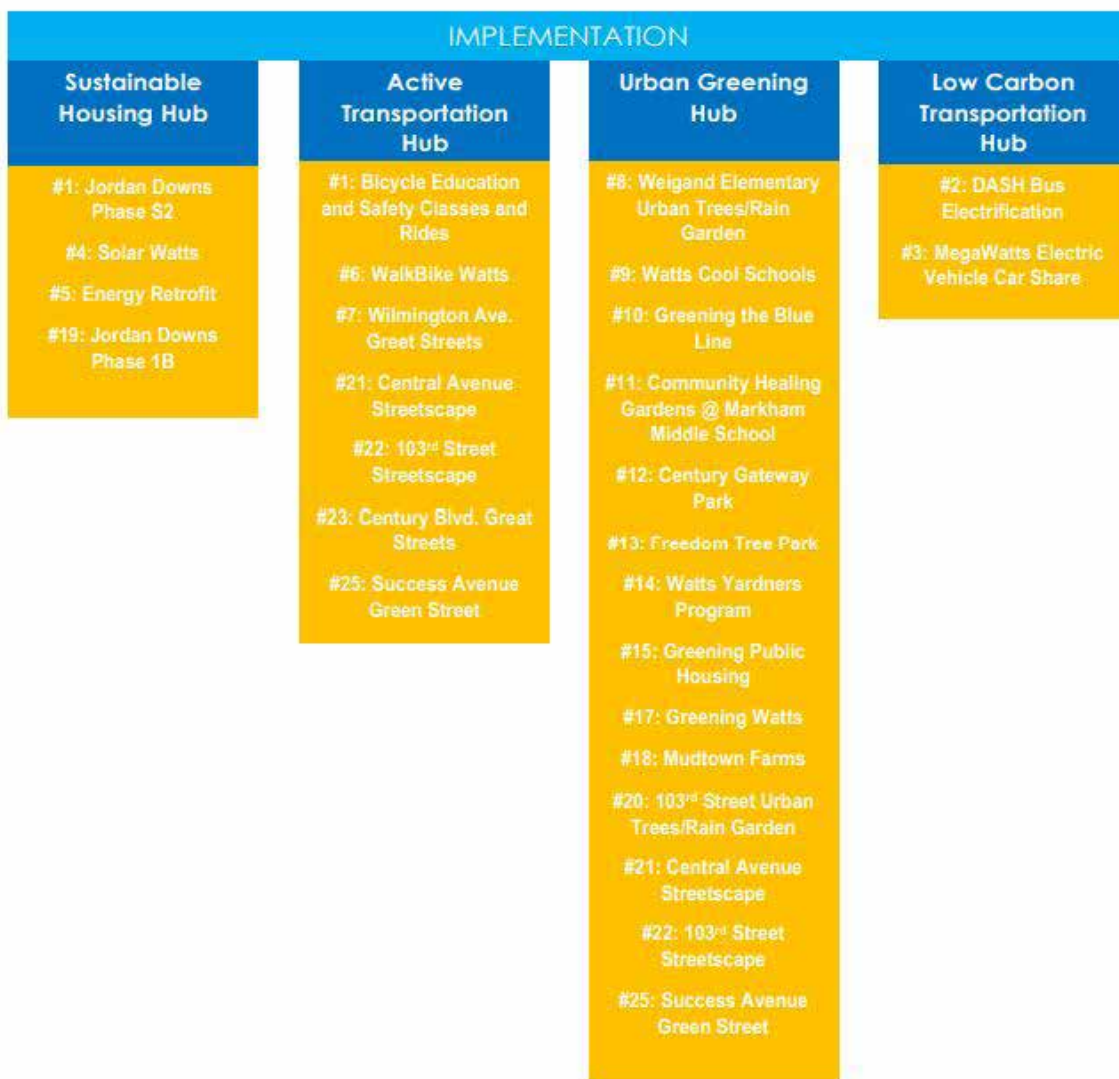 IMPLEMENTATION
Sustainable
Housing Hub
#1: Jordan Downs
Phase S2
#4: Solar Watts
#5: Energy Retrofit
#19: Jordan Downs
Phase 1B
Active
Transportation
Hub
#1: Bicycle Education
and Safety Classes and
Rides
#6: WalkBike Watts
#7: Wilmington Ave.
Greet Streets
#21: Central Avenue
Streetscape
#22: 103rd Street
Streetscape
#23: Century Blvd. Great
Streets
#25: Success Avenue
Green Street
Urban Greening
Hub
#8: Weigand Elementary
Urban Trees/Rain
Garden
#9: Watts Cool Schools
#10: Greening the Blue
Line
#11: Community Healing
Gardens @ Markham
Middle School
#12: Century Gateway
Park
#13: Freedom Tree Park
#14: Watts Yardners
Program
#15: Greening Public
Housing
#17: Greening Watts
#18: Mudtown Farms
#20: 103rd Street Urban
Trees/Rain Garden
#21: Central Avenue
Streetscape
#22: 103rd Street
Streetscape
#25: Success Avenue
Green Street
Low Carbon
Transportation
Hub
#2: DASH Bus
Electrification
#3: MegaWatts Electric
Vehicle Car Share